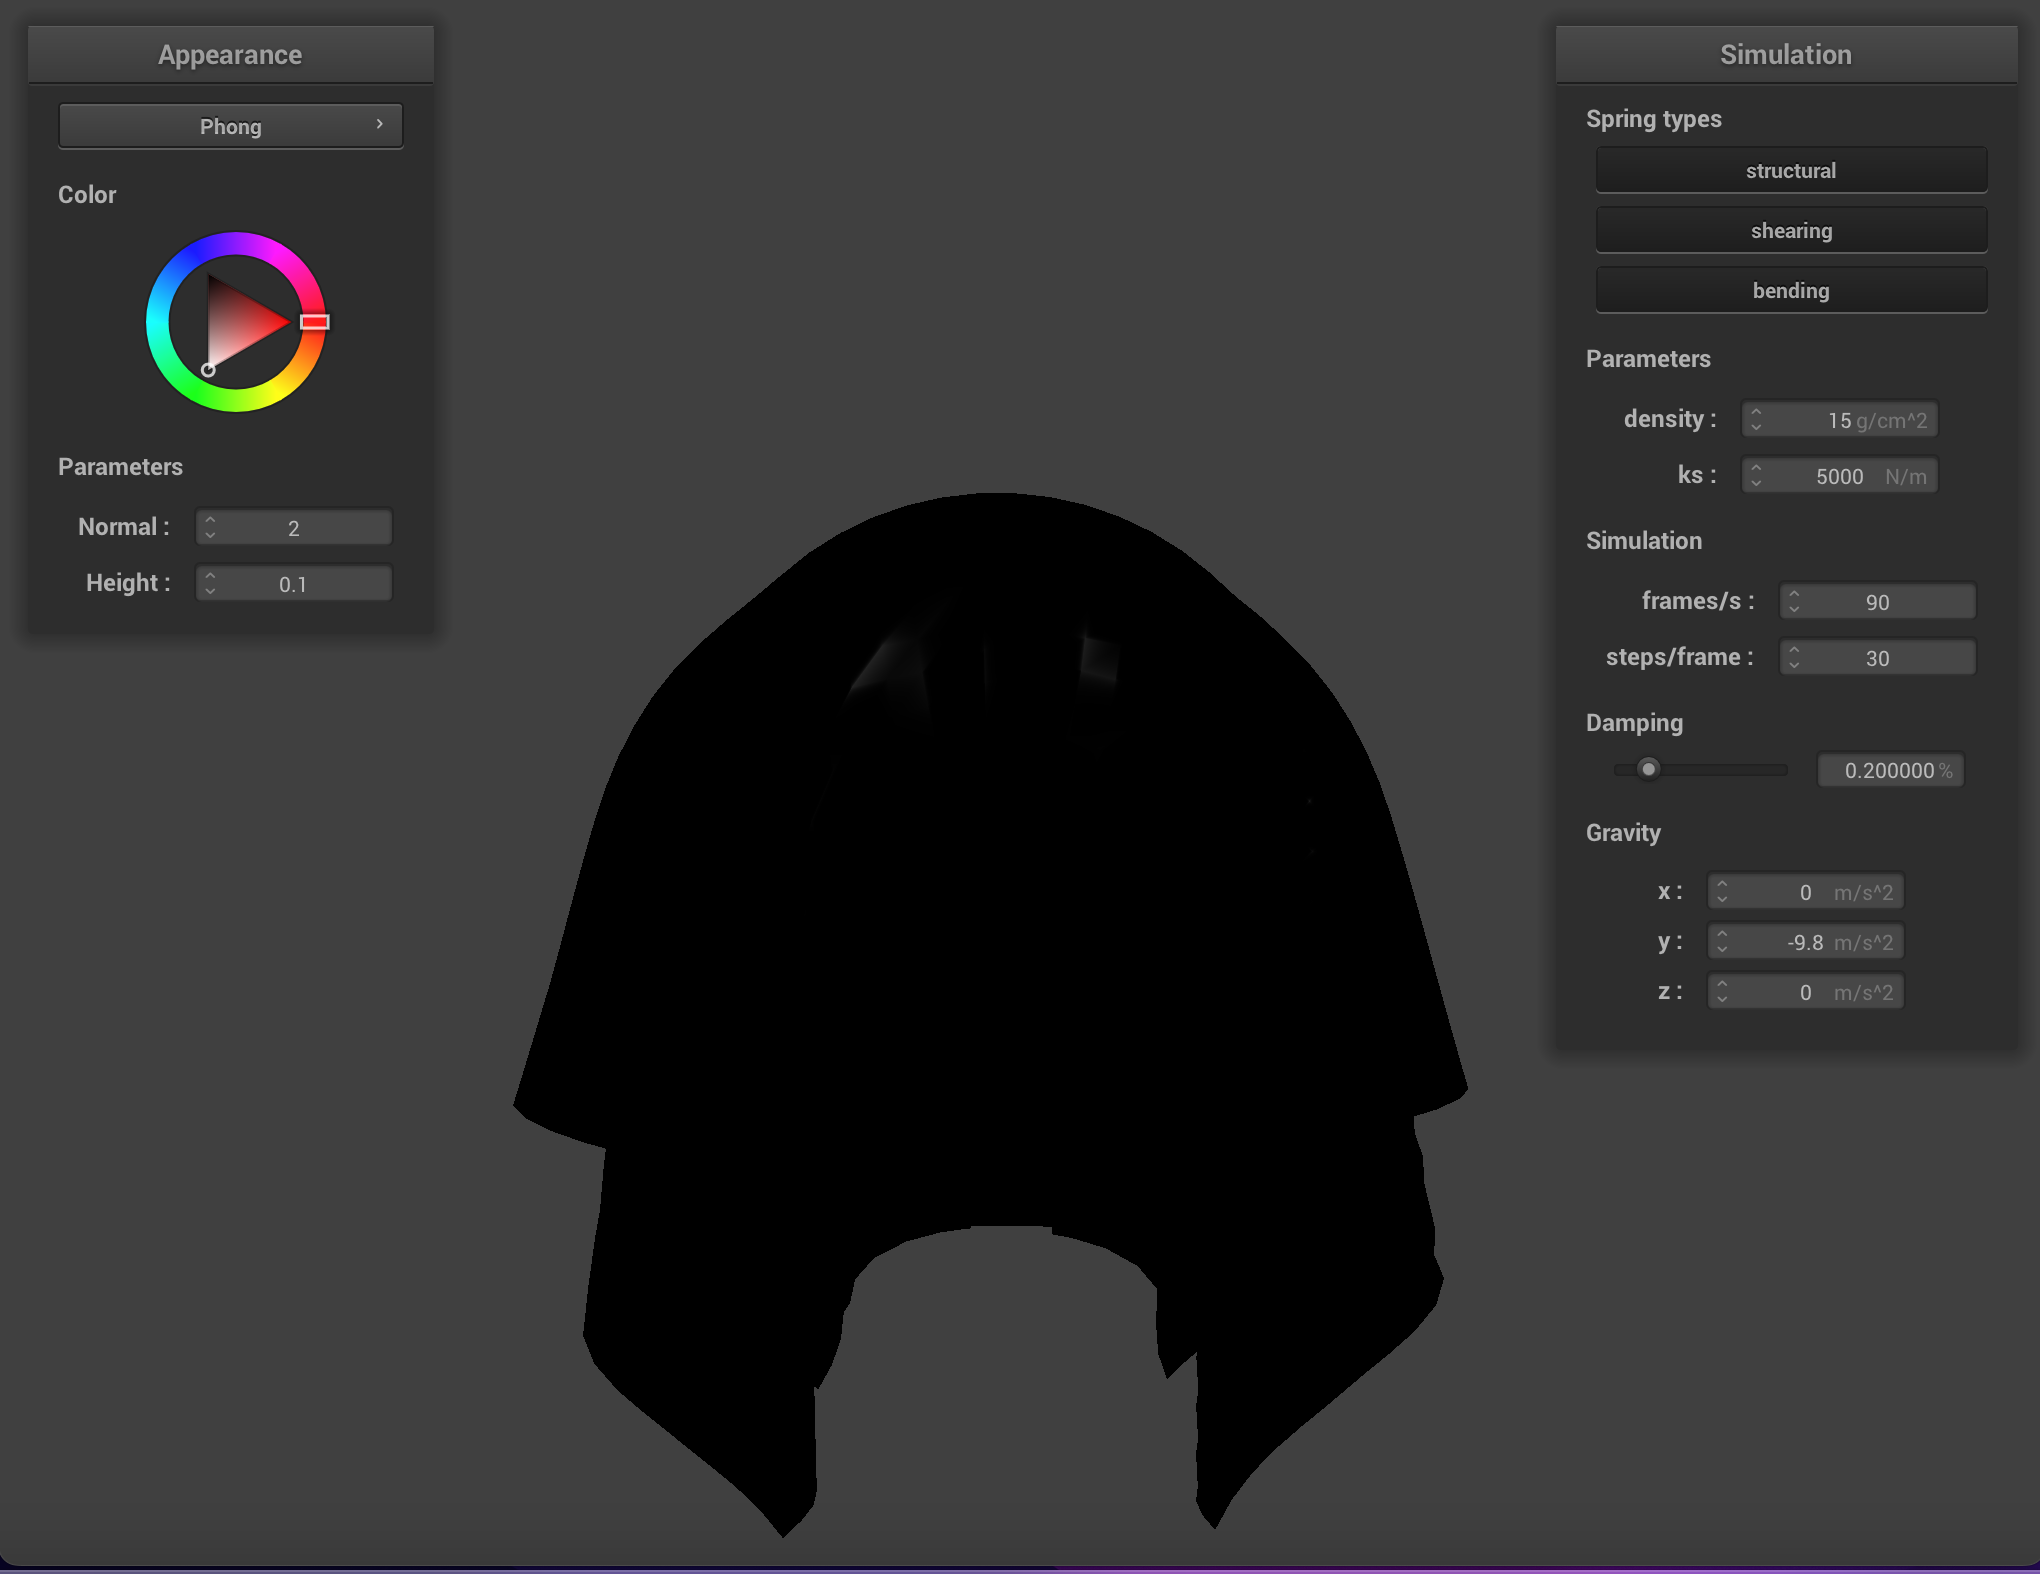 Appearance
Phong
Color
Parameters
Normal : 2
Height : 0.1
Simulation
Spring types
structural
shearing
bending
Parameters
density : 15 g/cm^2
ks : 5000 N/m
Simulation
frames/s : 90
steps/frame : 30
Damping
0.200000 %
Gravity
x : 0 m/s^2
y : -9.8 m/s^2
z : 0 m/s^2